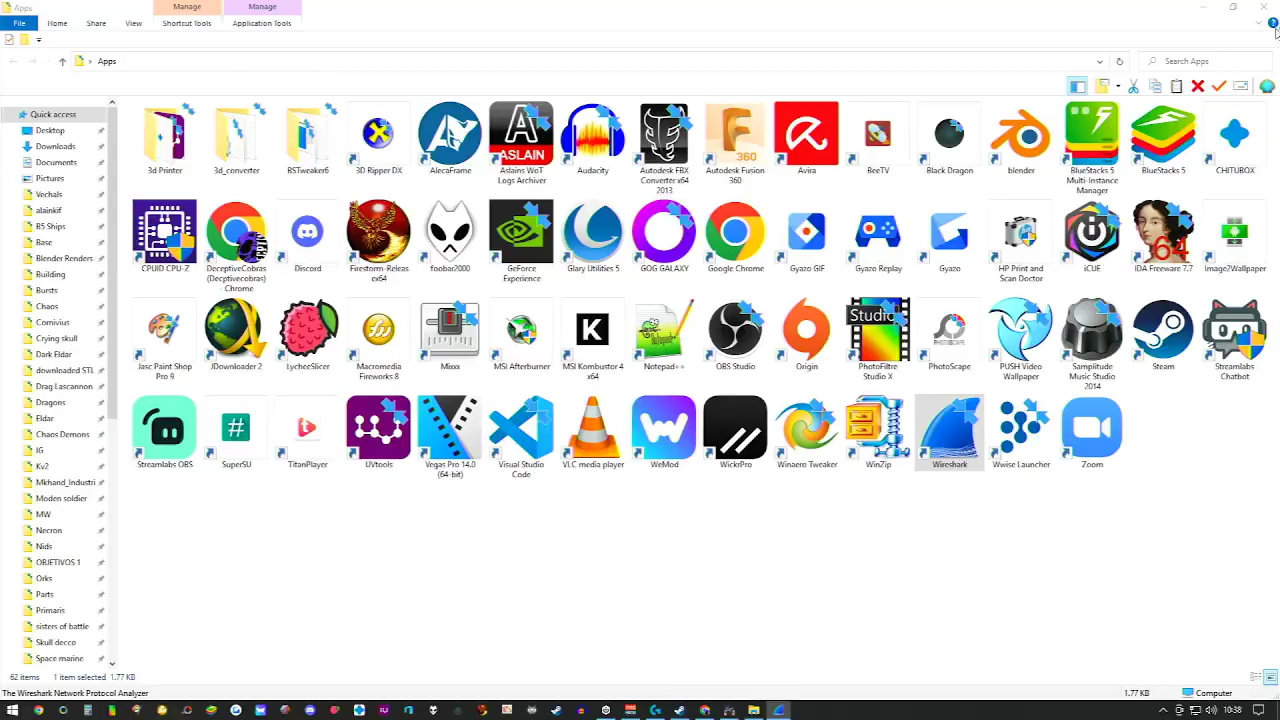 Apps
Manage
Manage
File
Home
Share
View
Shortcut Tools
Application Tools
Apps
Search Apps
Quick access
Desktop
Downloads
Documents
Pictures
Vechals
alainkif
B5 Ships
Base
Blender Renders
Building
Bursts
Chaos
Cornivius
Crying skull
Dark Eldar
downloaded STL
Drag Lascannon
Dragons
Eldar
Chaos Demons
IG
Kv2
Mkhand_Industri
Moden soldier
MW
Necron
Nids
OBJETIVOS 1
Orks
Parts
Primaris
sisters of battle
Skull decco
Space marine
3d Printer
3d_converter
BSTweaker6
3D Ripper DX
AlecaFrame
A
ASLAIN
Aslains WoT
Logs Archiver
Audacity
Autodesk FBX
Converter x64
2013
360
Autodesk Fusion
360
Avira
BeeTV
Black Dragon
blender
BlueStacks 5
Multi-Instance
Manager
BlueStacks 5
CHITUBOX
CPUID CPU-Z
DeceptiveCobras
(Decptivecobras)
- Chrome
Discord
Firestorm-Releas
ex64
foobar2000
GeForce
Experience
Glary Utilities 5
GOG GALAXY
Google Chrome
Gyazo GIF
Gyazo Replay
Gyazo
HP Print and
Scan Doctor
iCUE
64
IDA Freeware 7.7
Image2Wallpaper
Jasc Paint Shop
Pro 9
JDownloader 2
LycheeSlicer
Macromedia
Fireworks 8
Mixxx
MSI Afterburner
K
MSI Kombustor 4
x64
Notepad++
OBS Studio
Origin
Studio
PhotoFiltre
Studio X
PhotoScape
PUSH Video
Wallpaper
Samplitude
Music Studio
2014
Steam
Streamlabs
Chatbot
Streamlabs OBS
#
SuperSU
TitanPlayer
UVtools
Vegas Pro 14.0
(64-bit)
Visual Studio
Code
VLC media player
WeMod
WickrPro
Winaero Tweaker
WinZip
Wireshark
Wwise Launcher
Zoom
62 items
1 item selected 1.77 KB
The Wireshark Network Protocol Analyzer
1.77 KB
Computer
10:38